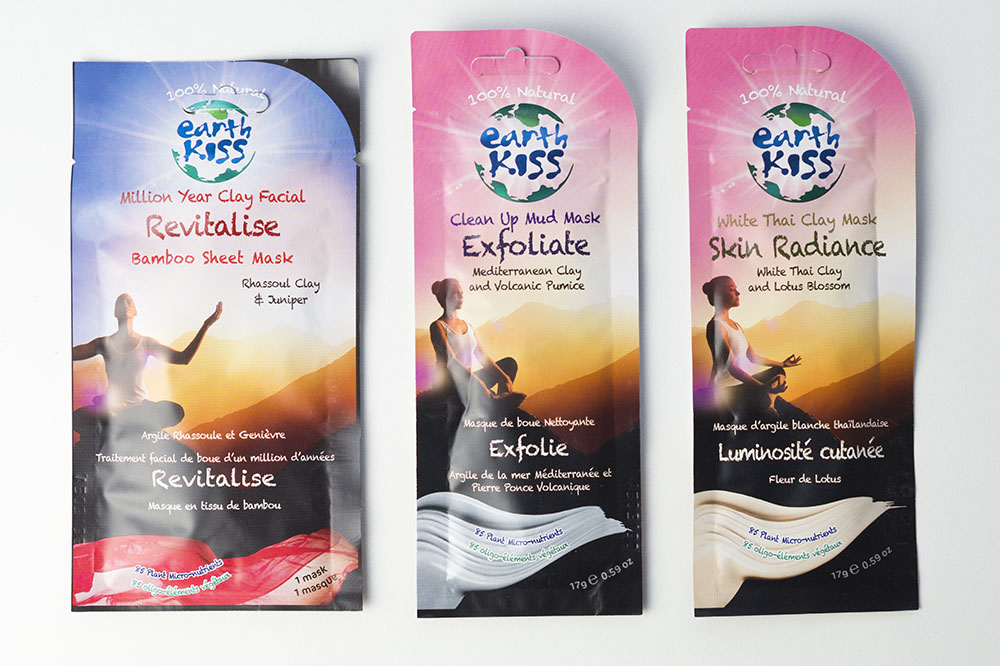 100% Natural
earth
Kiss
Million Year Clay Facial
Revitalise
Bamboo Sheet Mask
Rhassoul Clay
& Juniper
Argile Rhassoule et Genièvre
Traitement facial de boue d'un million d'années
Revitalise
Masque en tissu de bambou
85 Plant Micro-nutrients
85 oligo-éléments végétaux
1 mask
1 masque
100% Natural
earth
Kiss
Clean Up Mud Mask
Exfoliate
Mediterranean Clay
and Volcanic Pumice
Masque de boue Nettoyante
Exfolie
Argile de la mer Méditerranée et
Pierre Ponce Volcanique
85 Plant Micro-nutrients
85 oligo-éléments végétaux
17g e 0.59 oz
100% Natural
earth
Kiss
White Thai Clay Mask
Skin Radiance
White Thai Clay
and Lotus Blossom
Masque d'argile blanche thaïlandaise
Luminosité cutanée
Fleur de Lotus
85 Plant Micro-nutrients
85 oligo-éléments végétaux
17g e 0.59 oz